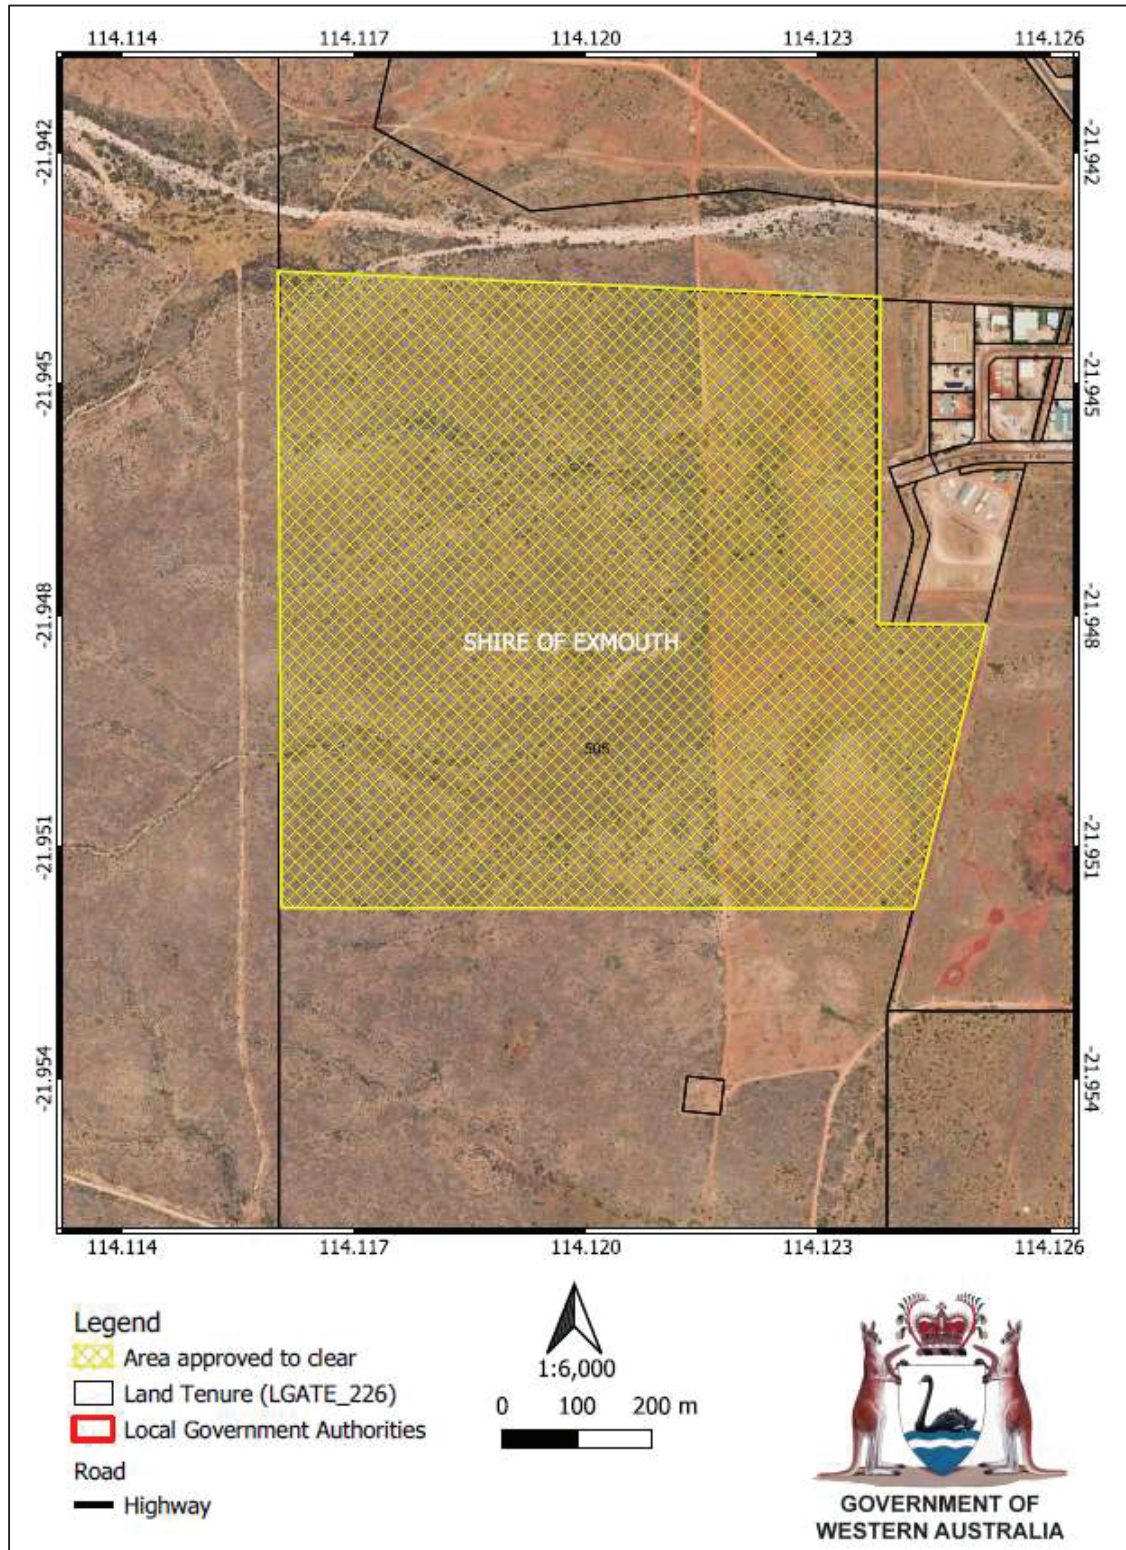 114.114 114.117 114.120 114.123 114.126
-21.942 -21.942
-21.945 -21.945
-21.948 -21.948
SHIRE OF EXMOUTH
505
-21.951 -21.951
-21.954 -21.954
114.114 114.117 114.120 114.123 114.126
Legend
Area approved to clear
Land Tenure (LGATE_226)
Local Government Authorities
Road
Highway
1:6,000
0 100 200 m
GOVERNMENT OF
WESTERN AUSTRALIA